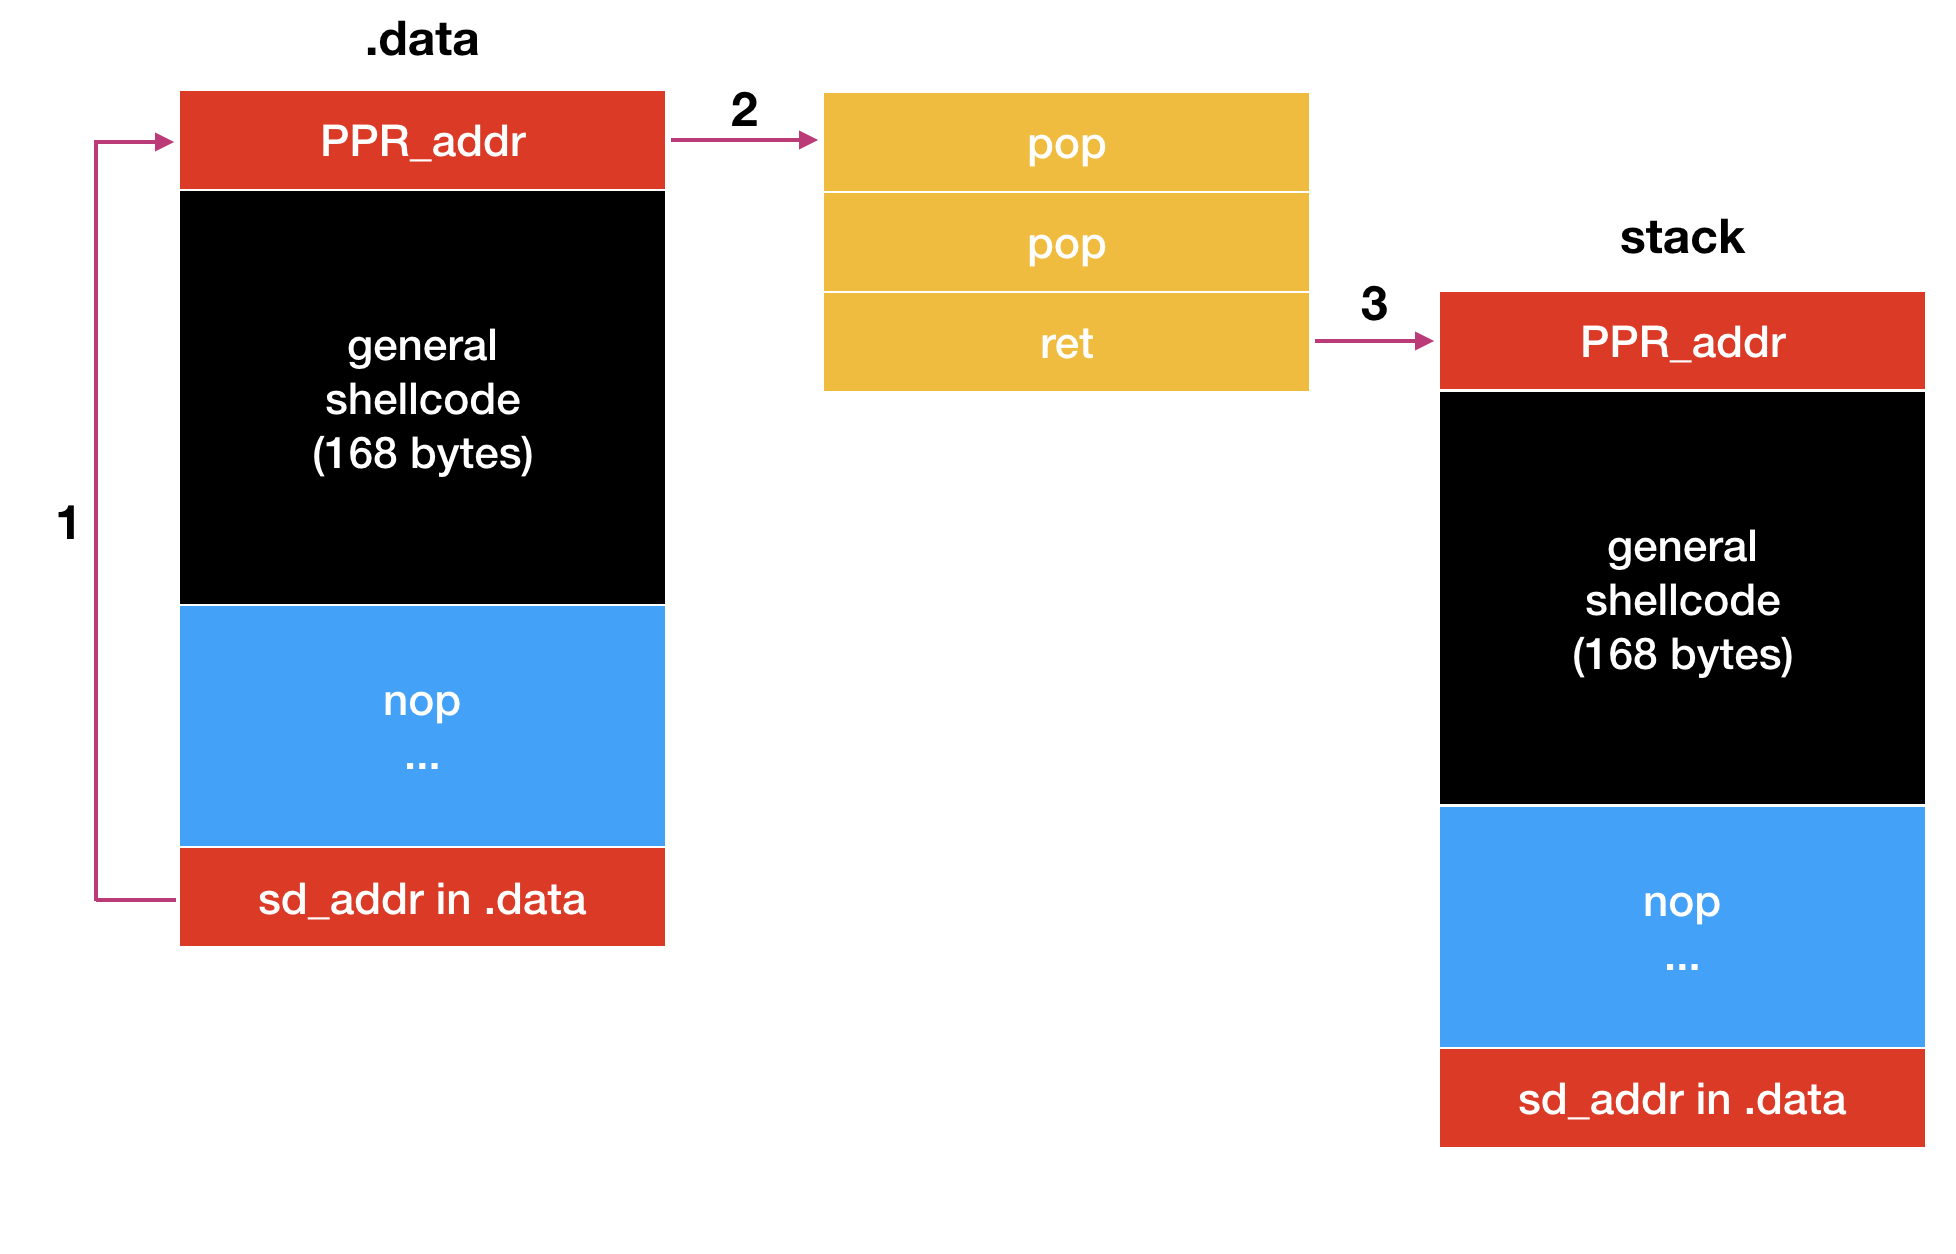 .data
PPR_addr
general
shellcode
(168 bytes)
nop
...
sd_addr in .data
1
2
pop
pop
ret
3
stack
PPR_addr
general
shellcode
(168 bytes)
nop
...
sd_addr in .data